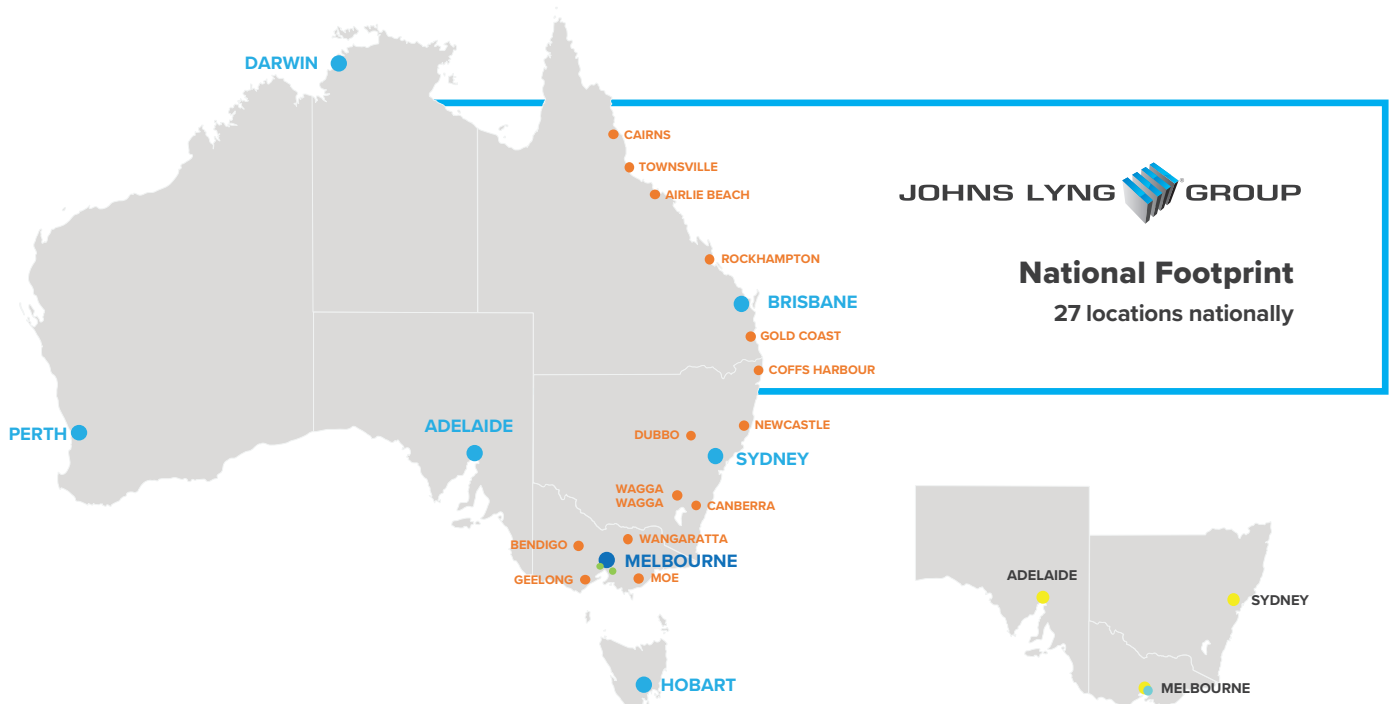 DARWIN
CAIRNS
TOWNSVILLE
AIRLIE BEACH
JOHNS LYNG GROUP
ROCKHAMPTON
National Footprint
BRISBANE
27 locations nationally
GOLD COAST
COFFS HARBOUR
PERTH
ADELAIDE
NEWCASTLE
DUBBO
SYDNEY
WAGGA
WAGGA
CANBERRA
BENDIGO
WANGARATTA
MELBOURNE
GEELONG
MOE
HOBART
ADELAIDE
SYDNEY
MELBOURNE